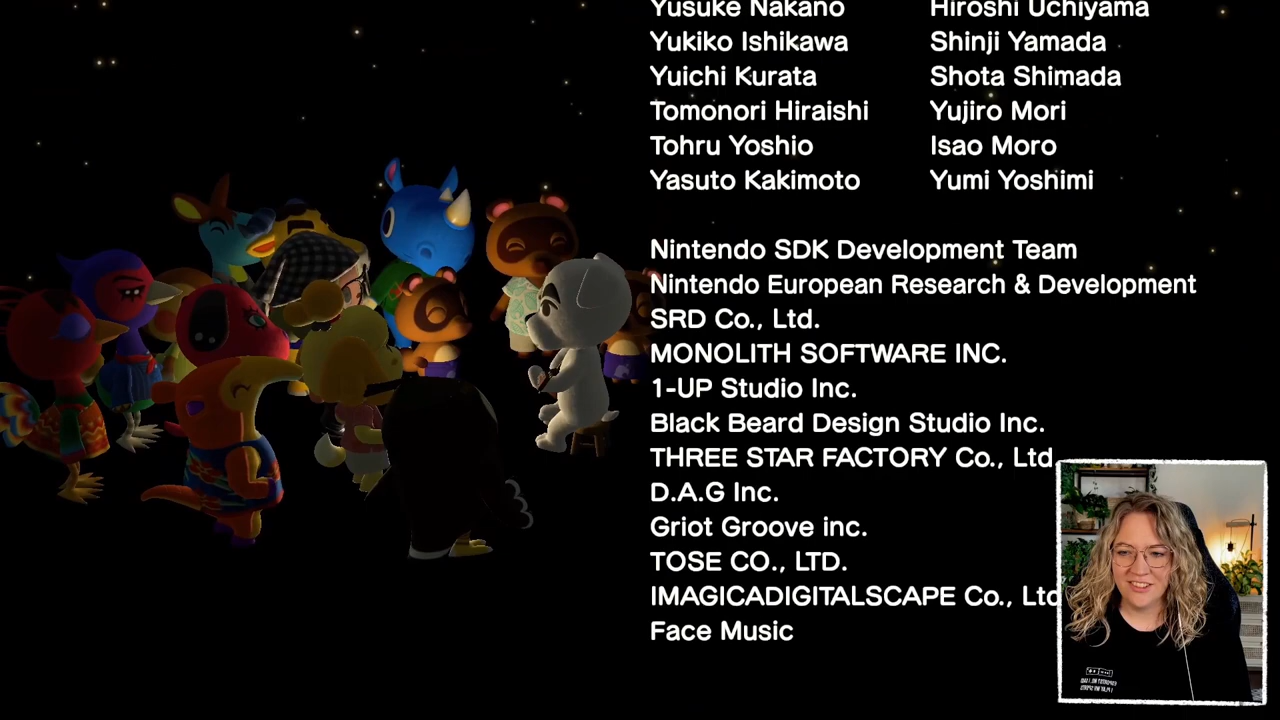 Yusuke Nakano Hiroshi Uchiyama
Yukiko Ishikawa Shinji Yamada
Yuichi Kurata Shota Shimada
Tomonori Hiraishi Yujiro Mori
Tohru Yoshio Isao Moro
Yasuto Kakimoto Yumi Yoshimi
Nintendo SDK Development Team
Nintendo European Research & Development
SRD Co., Ltd.
MONOLITH SOFTWARE INC.
1-UP Studio Inc.
Black Beard Design Studio Inc.
THREE STAR FACTORY Co., Ltd
D.A.G Inc.
Griot Groove inc.
TOSE CO., LTD.
IMAGICADIGITALSCAPE Co., Ltd
Face Music